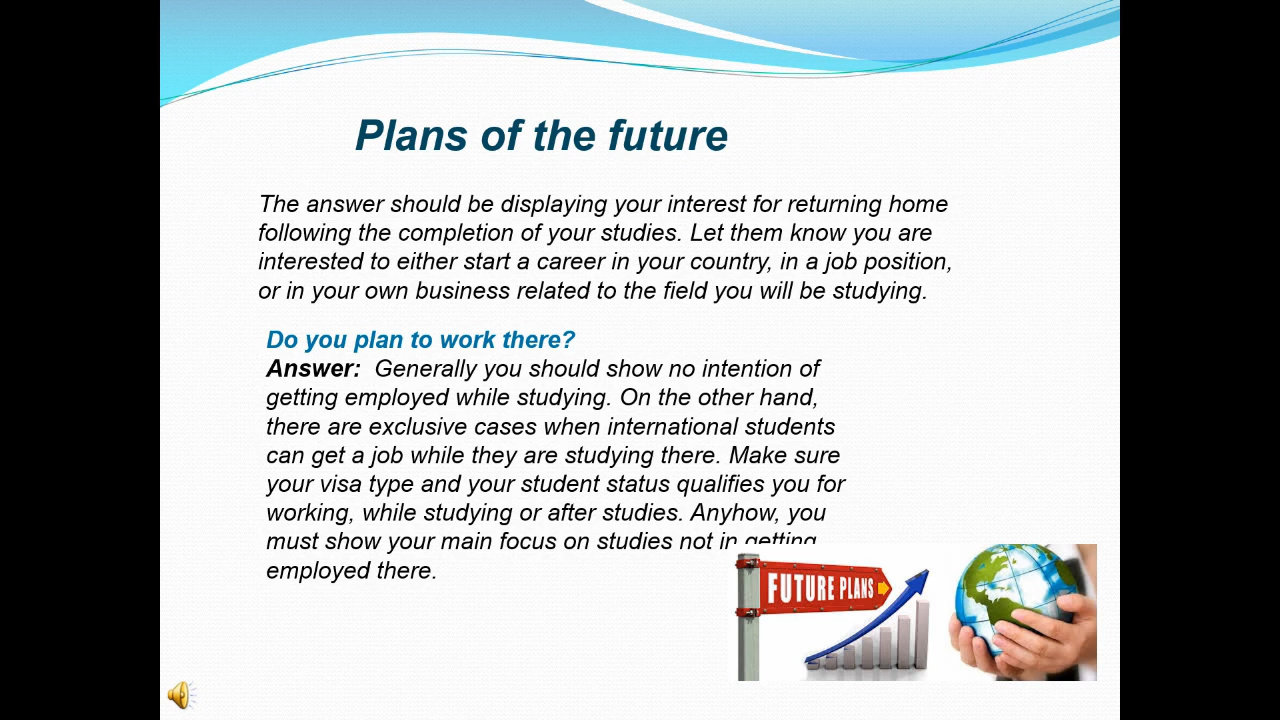 Plans of the future
The answer should be displaying your interest for returning home
following the completion of your studies. Let them know you are
interested to either start a career in your country, in a job position,
or in your own business related to the field you will be studying.
Do you plan to work there?
Answer: Generally you should show no intention of
getting employed while studying. On the other hand,
there are exclusive cases when international students
can get a job while they are studying there. Make sure
your visa type and your student status qualifies you for
working, while studying or after studies. Anyhow, you
must show your main focus on studies not in getting
employed there.
FUTURE PLANS